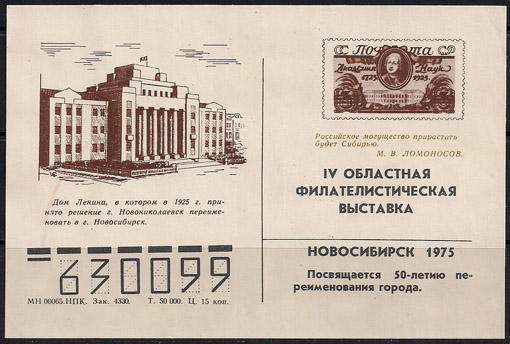 Почта
Академия Наук
1725 1925
Российское могущество прирастать
будет Сибирью.
М. В. ЛОМОНОСОВ.
IV ОБЛАСТНАЯ
ФИЛАТЕЛИСТИЧЕСКАЯ
ВЫСТАВКА
НОВОСИБИРСК 1975
Посвящается 50-летию пе-
реименования города.
Дом Ленина, в котором в 1925 г. при-
нято решение г. Новониколаевск переиме-
новать в г. Новосибирск.
630099
МН 00065. НПК. Зак. 4330. Т. 50 000. Ц. 15 коп.